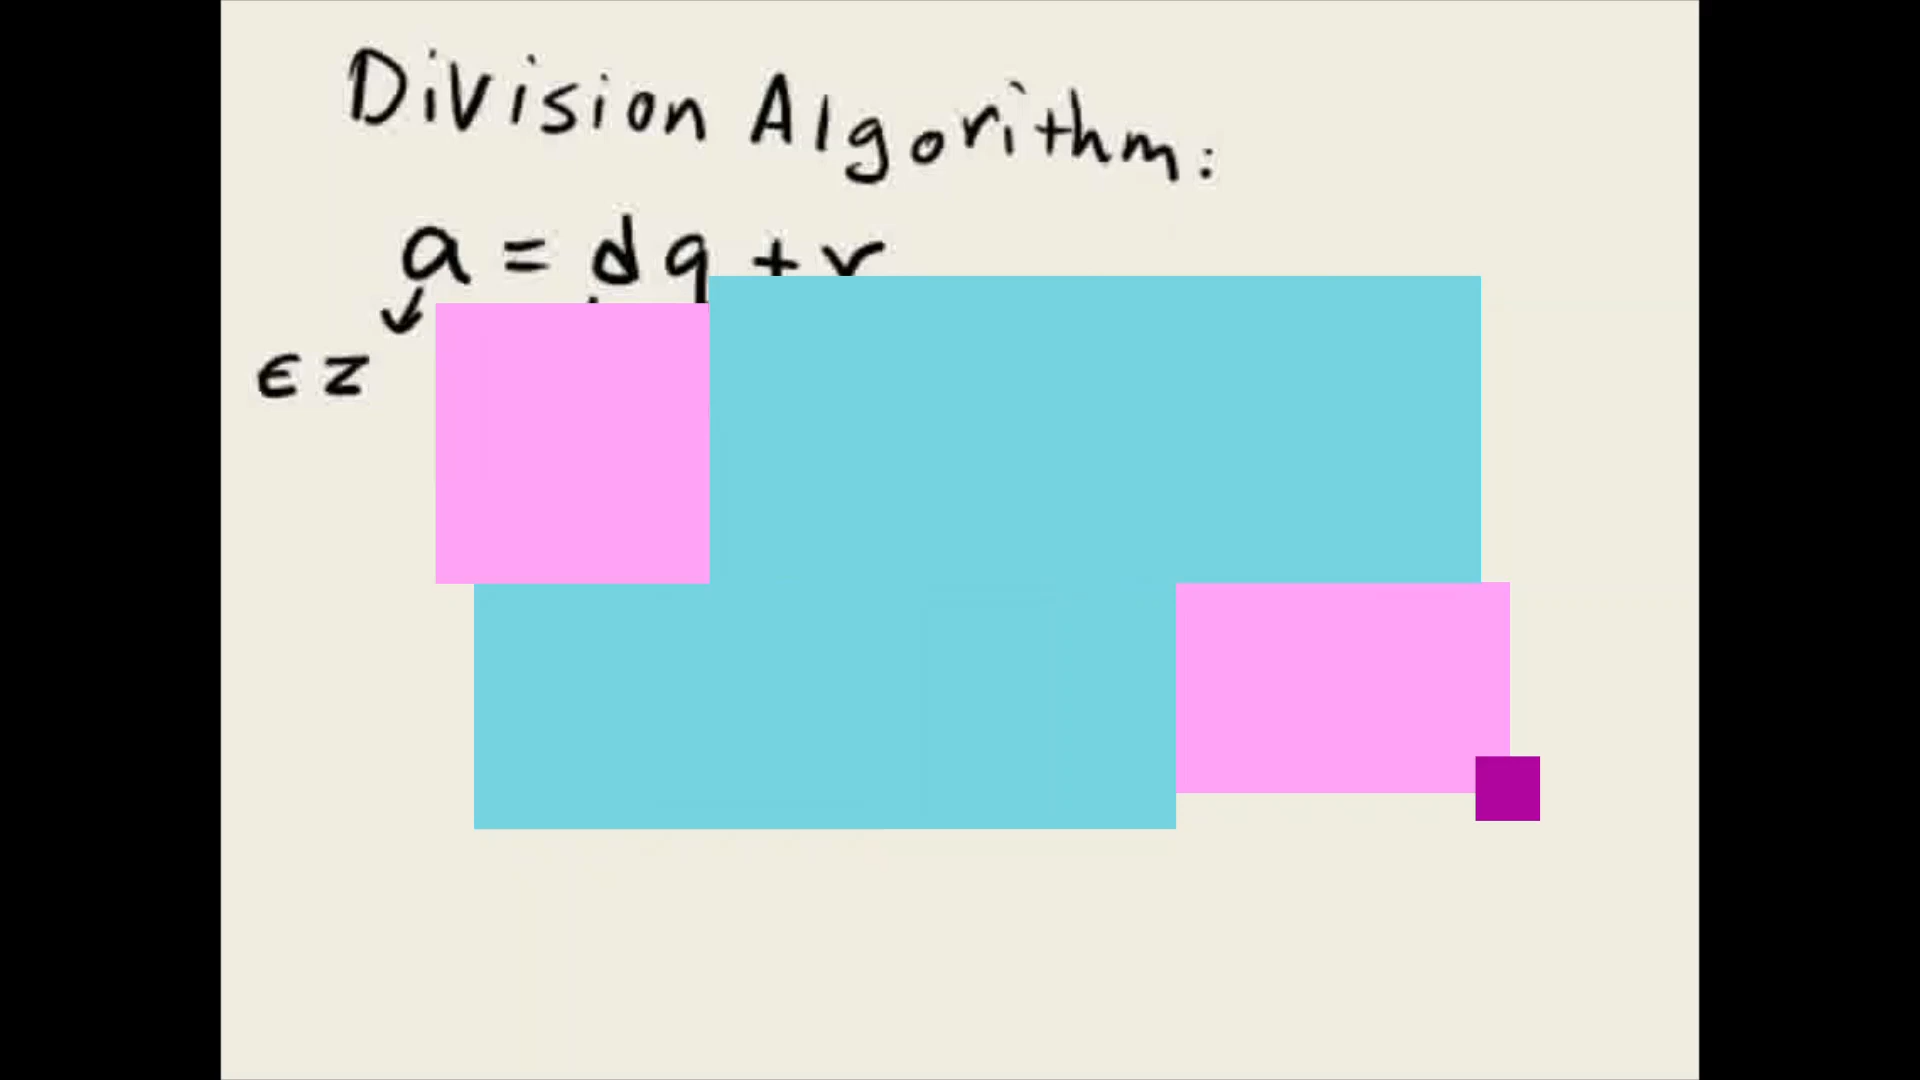 Division Algorithm:
a = dq + r
∈ Z